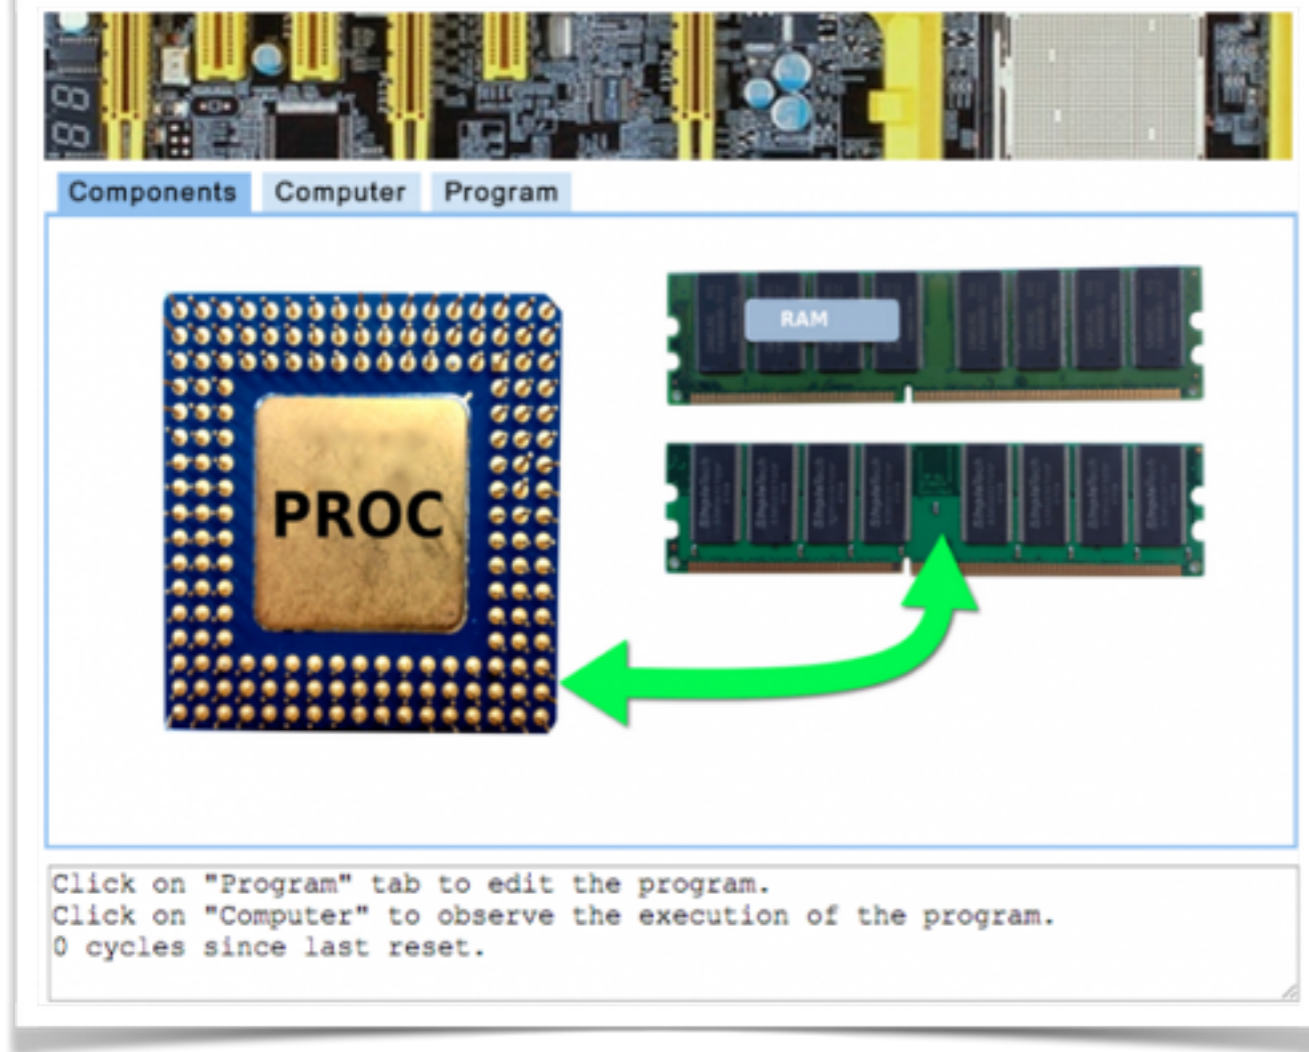 Components Computer Program
RAM
PROC
Click on "Program" tab to edit the program.
Click on "Computer" to observe the execution of the program.
0 cycles since last reset.